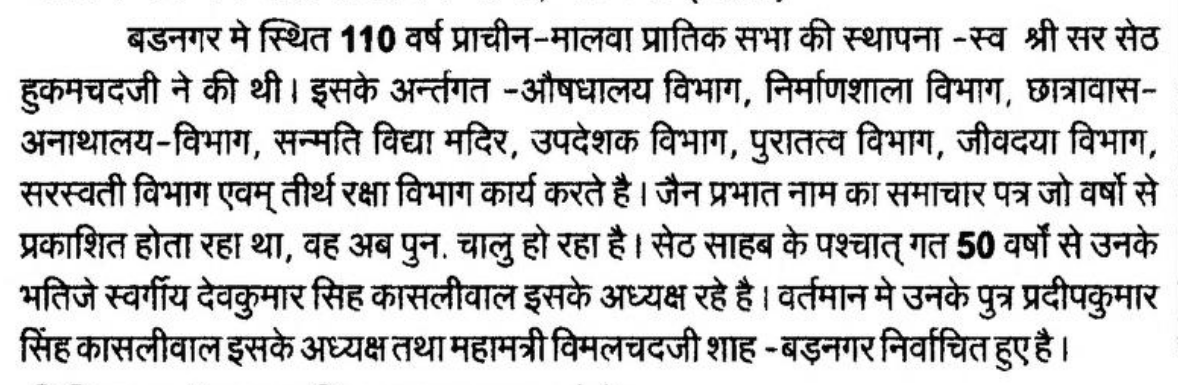 बडनगर मे स्थित 110 वर्ष प्राचीन-मालवा प्रातिक सभा की स्थापना -स्व श्री सर सेठ
हुकमचदजी ने की थी। इसके अर्न्तगत -औषधालय विभाग, निर्माणशाला विभाग, छात्रावास-
अनाथालय-विभाग, सन्मति विद्या मदिर, उपदेशक विभाग, पुरातत्व विभाग, जीवदया विभाग,
सरस्वती विभाग एवम् तीर्थ रक्षा विभाग कार्य करते है। जैन प्रभात नाम का समाचार पत्र जो वर्षो से
प्रकाशित होता रहा था, वह अब पुन. चालु हो रहा है। सेठ साहब के पश्चात् गत 50 वर्षों से उनके
भतिजे स्वर्गीय देवकुमार सिह कासलीवाल इसके अध्यक्ष रहे है। वर्तमान मे उनके पुत्र प्रदीपकुमार
सिंह कासलीवाल इसके अध्यक्ष तथा महामत्री विमलचदजी शाह -बड़नगर निर्वाचित हुए है।